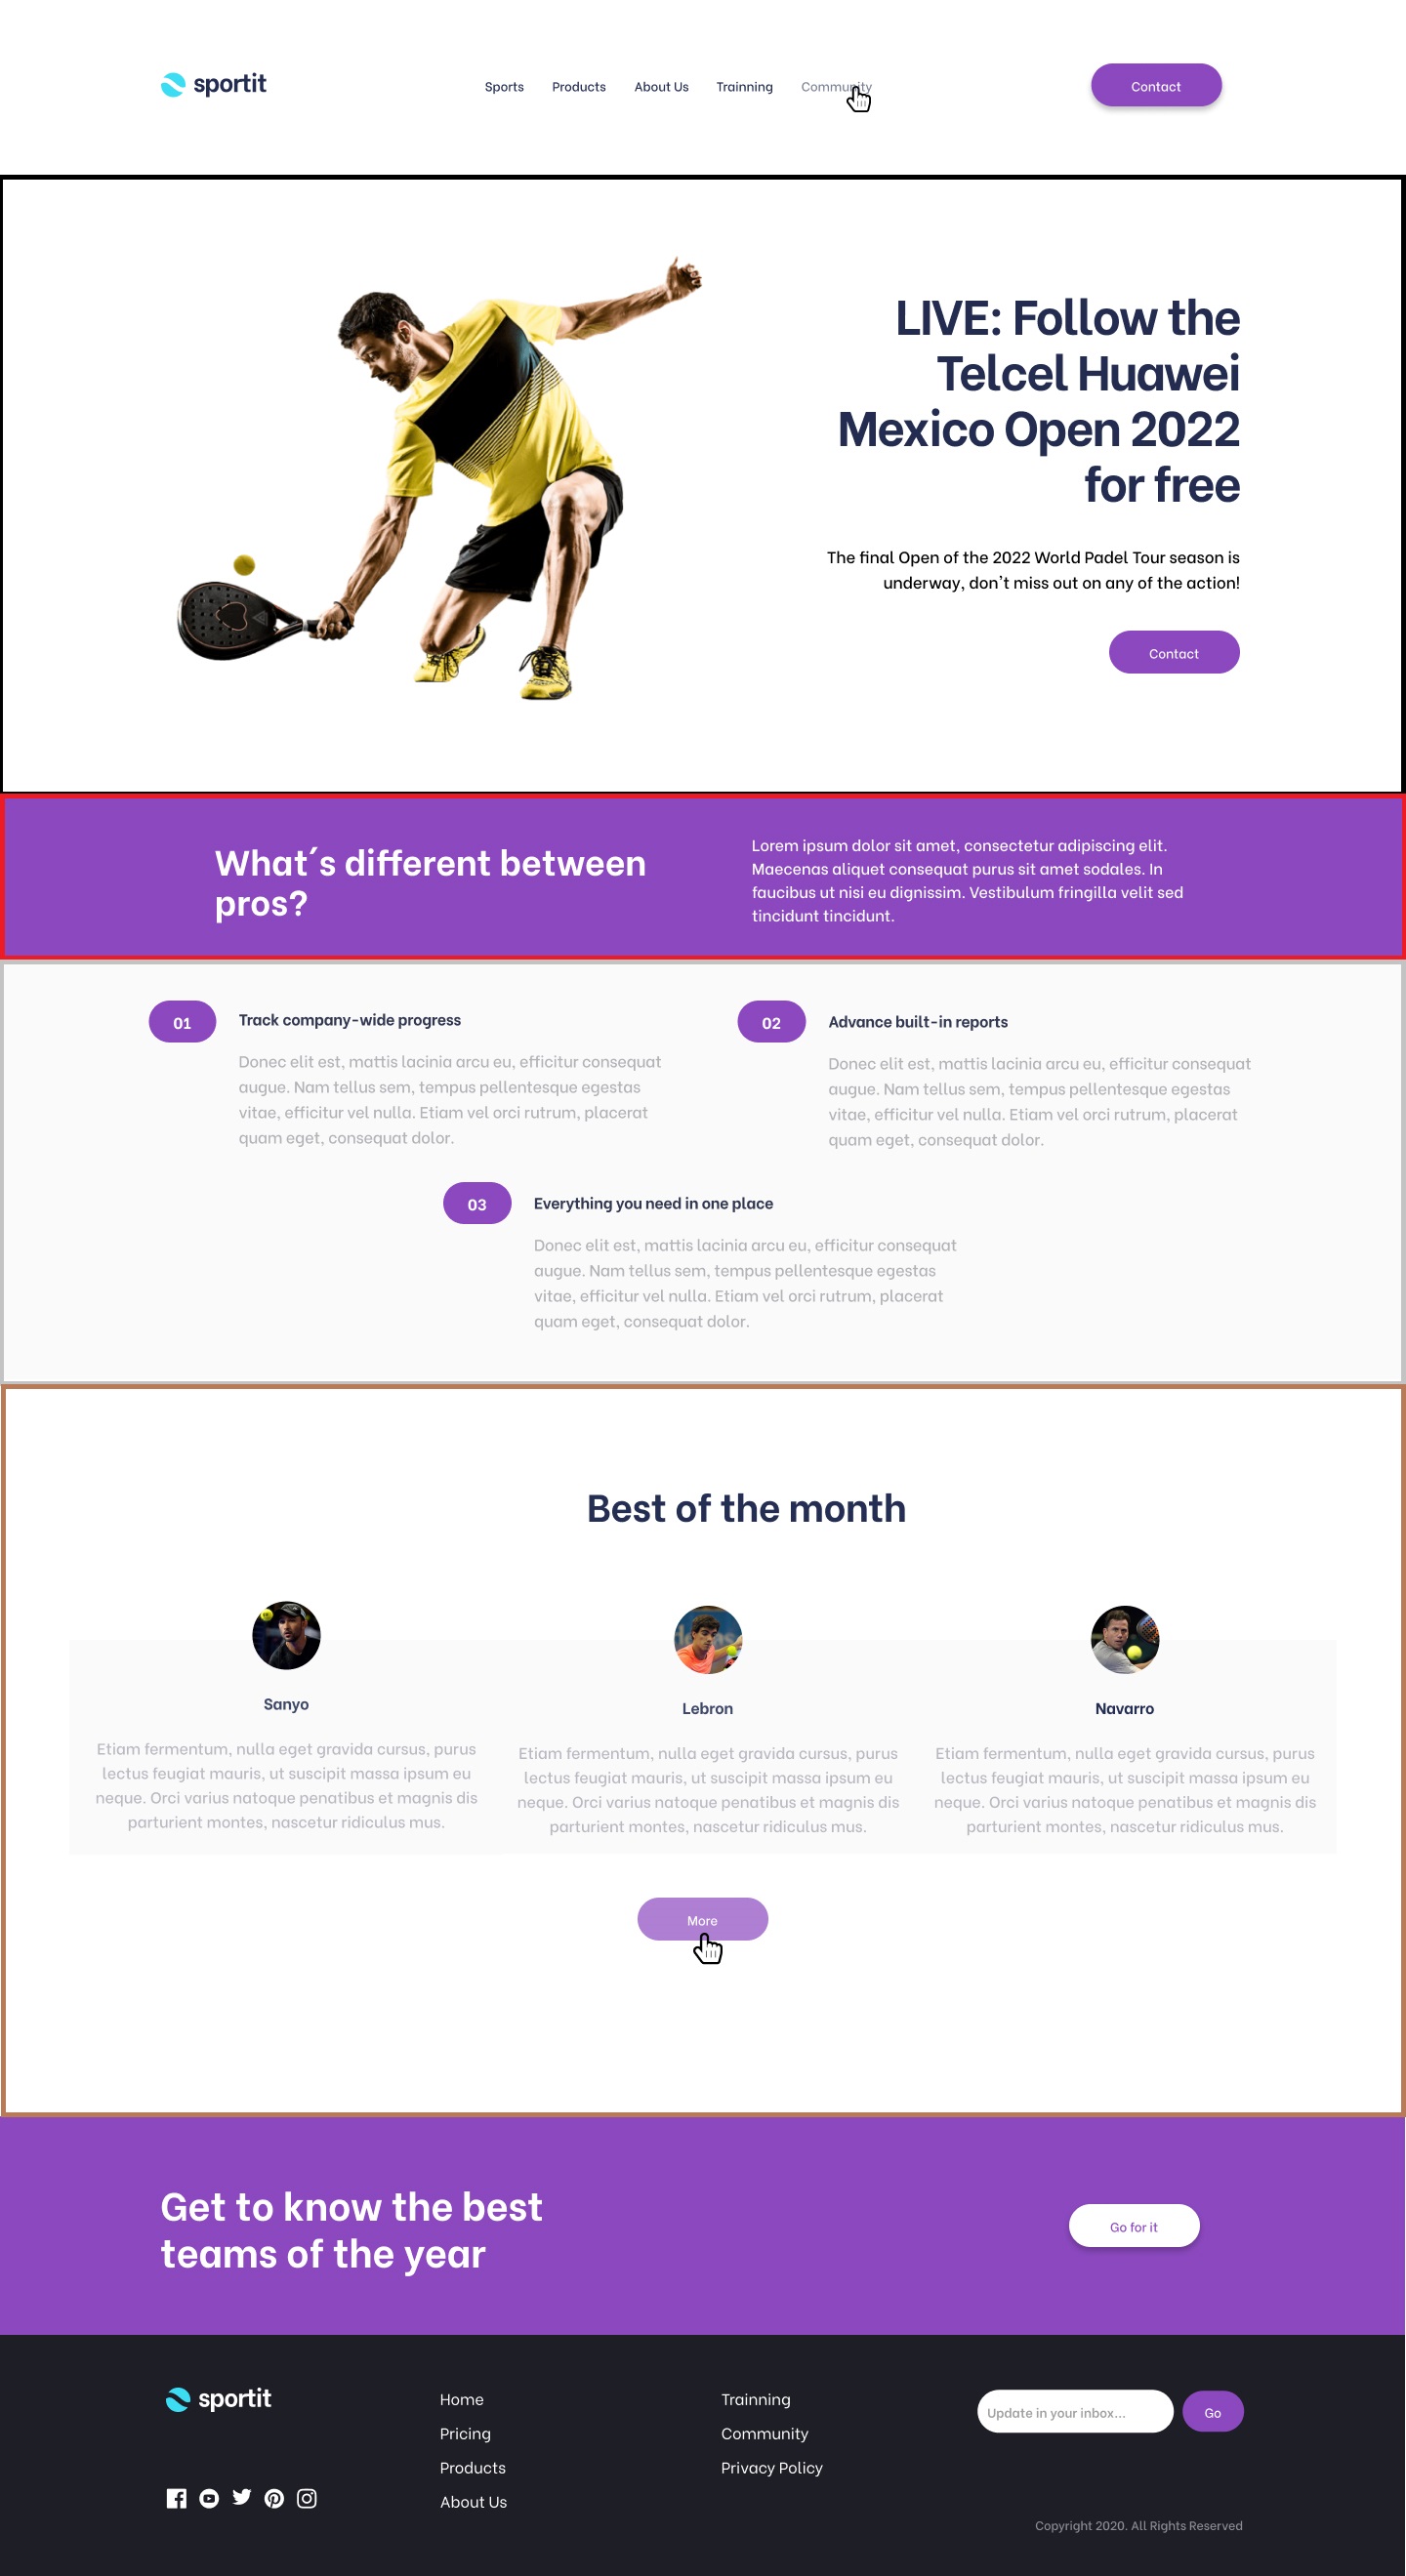 sportit
Sports Products About Us Trainning Community
Contact
LIVE: Follow the
Telcel Huawei
Mexico Open 2022
for free
The final Open of the 2022 World Padel Tour season is
underway, don't miss out on any of the action!
Contact
What´s different between
pros?
Lorem ipsum dolor sit amet, consectetur adipiscing elit.
Maecenas aliquet consequat purus sit amet sodales. In
faucibus ut nisi eu dignissim. Vestibulum fringilla velit sed
tincidunt tincidunt.
01
Track company-wide progress
Donec elit est, mattis lacinia arcu eu, efficitur consequat
augue. Nam tellus sem, tempus pellentesque egestas
vitae, efficitur vel nulla. Etiam vel orci rutrum, placerat
quam eget, consequat dolor.
02
Advance built-in reports
Donec elit est, mattis lacinia arcu eu, efficitur consequat
augue. Nam tellus sem, tempus pellentesque egestas
vitae, efficitur vel nulla. Etiam vel orci rutrum, placerat
quam eget, consequat dolor.
03
Everything you need in one place
Donec elit est, mattis lacinia arcu eu, efficitur consequat
augue. Nam tellus sem, tempus pellentesque egestas
vitae, efficitur vel nulla. Etiam vel orci rutrum, placerat
quam eget, consequat dolor.
Best of the month
Sanyo
Etiam fermentum, nulla eget gravida cursus, purus
lectus feugiat mauris, ut suscipit massa ipsum eu
neque. Orci varius natoque penatibus et magnis dis
parturient montes, nascetur ridiculus mus.
Lebron
Etiam fermentum, nulla eget gravida cursus, purus
lectus feugiat mauris, ut suscipit massa ipsum eu
neque. Orci varius natoque penatibus et magnis dis
parturient montes, nascetur ridiculus mus.
Navarro
Etiam fermentum, nulla eget gravida cursus, purus
lectus feugiat mauris, ut suscipit massa ipsum eu
neque. Orci varius natoque penatibus et magnis dis
parturient montes, nascetur ridiculus mus.
More
Get to know the best
teams of the year
Go for it
sportit
Home
Pricing
Products
About Us
Trainning
Community
Privacy Policy
Update in your inbox...
Go
Copyright 2020. All Rights Reserved